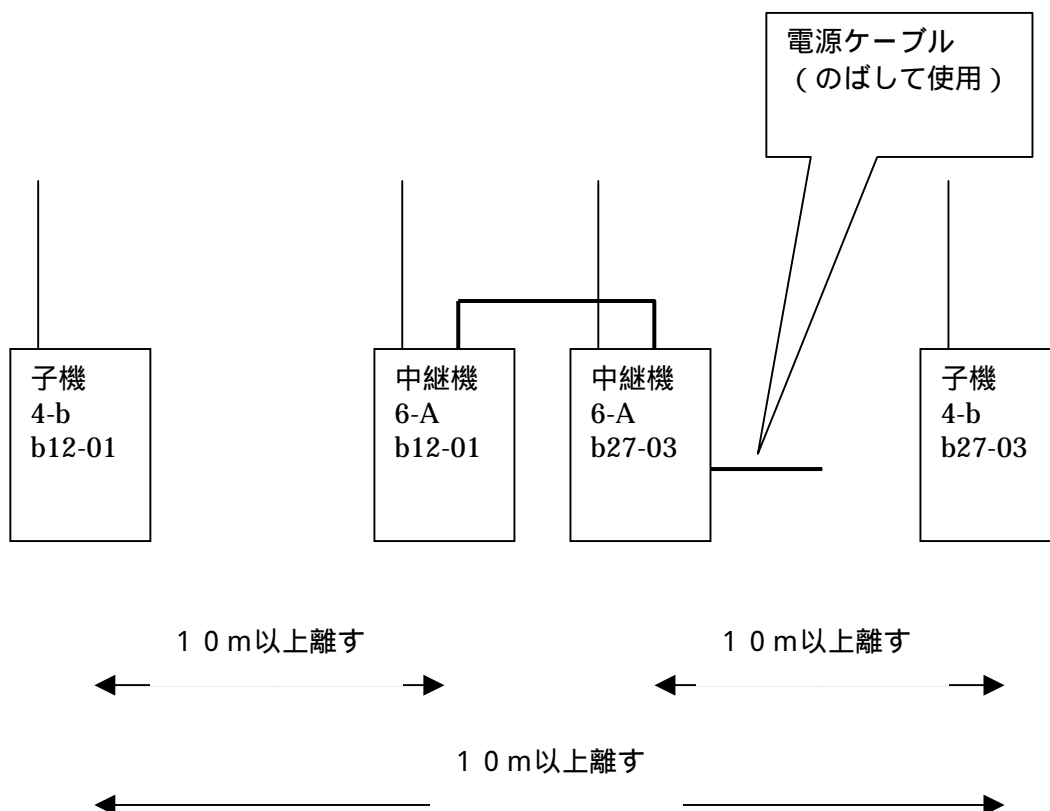 電源ケーブル
(のばして使用)
子機
4-b
b12-01
中継機
6-A
b12-01
中継機
6-A
b27-03
子機
4-b
b27-03
10m以上離す
10m以上離す
10m以上離す